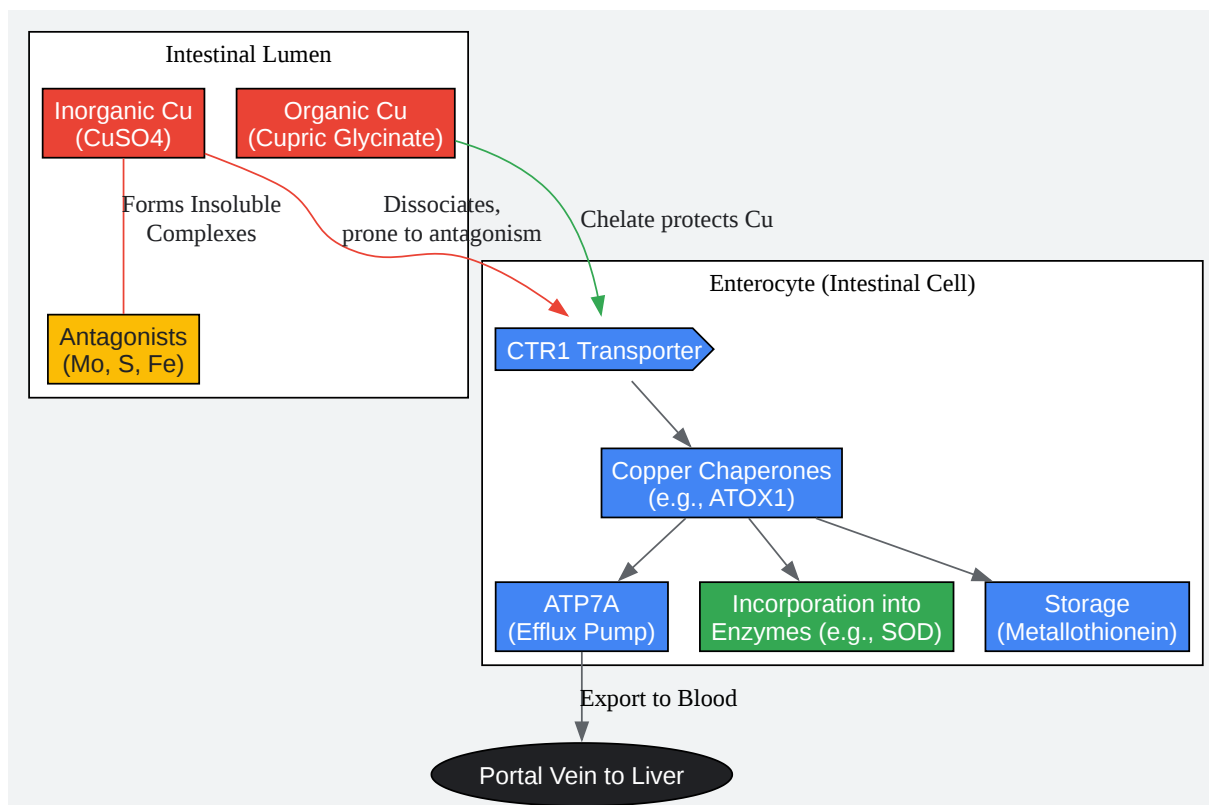 Intestinal Lumen
Inorganic Cu
(CuSO4)
Organic Cu
(Cupric Glycinate)
Forms Insoluble
Complexes
Dissociates,
prone to antagonism
Chelate protects Cu
Antagonists
(Mo, S, Fe)
Enterocyte (Intestinal Cell)
CTR1 Transporter
Copper Chaperones
(e.g., ATOX1)
ATP7A
(Efflux Pump)
Incorporation into
Enzymes (e.g., SOD)
Storage
(Metallothionein)
Export to Blood
Portal Vein to Liver